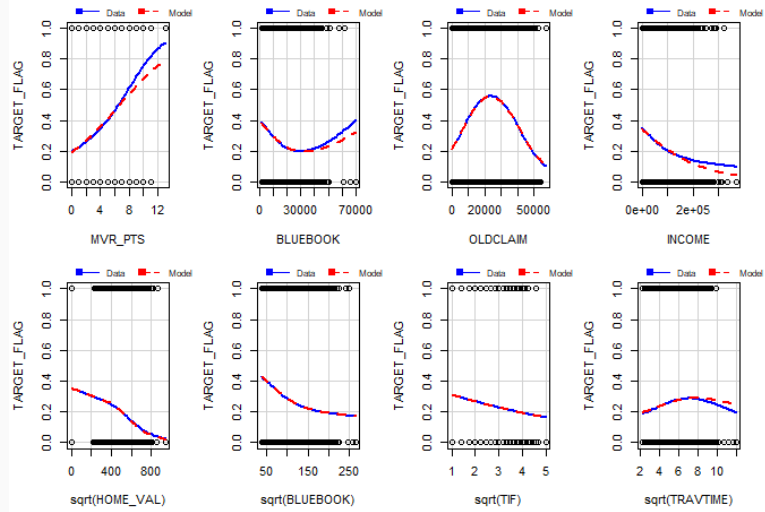 Data Model Data Model Data Model Data Model
TARGET_FLAG 0.0 0.2 0.4 0.6 0.8 1.0 TARGET_FLAG 0.0 0.2 0.4 0.6 0.8 1.0 TARGET_FLAG 0.0 0.2 0.4 0.6 0.8 1.0 TARGET_FLAG 0.0 0.2 0.4 0.6 0.8 1.0
0 4 8 12 0 30000 70000 0 20000 50000 0e+00 2e+05
MVR_PTS BLUEBOOK OLDCLAIM INCOME
Data Model Data Model Data Model Data Model
TARGET_FLAG 0.0 0.2 0.4 0.6 0.8 1.0 TARGET_FLAG 0.0 0.2 0.4 0.6 0.8 1.0 TARGET_FLAG 0.0 0.2 0.4 0.6 0.8 1.0 TARGET_FLAG 0.0 0.2 0.4 0.6 0.8 1.0
0 400 800 50 150 250 1 2 3 4 5 2 4 6 8 10
sqrt(HOME_VAL) sqrt(BLUEBOOK) sqrt(TIF) sqrt(TRAVTIME)